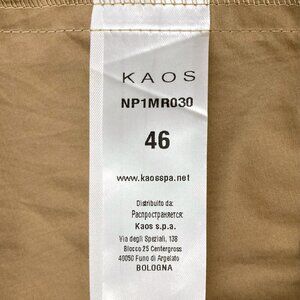 KAOS
NP1MR030
46
www.kaosspa.net
Distribuito da:
Распространяется:
Kaos s.p.a.
Via degli Speziali, 138
Blocco 25 Centergross
40050 Funo di Argelato
BOLOGNA